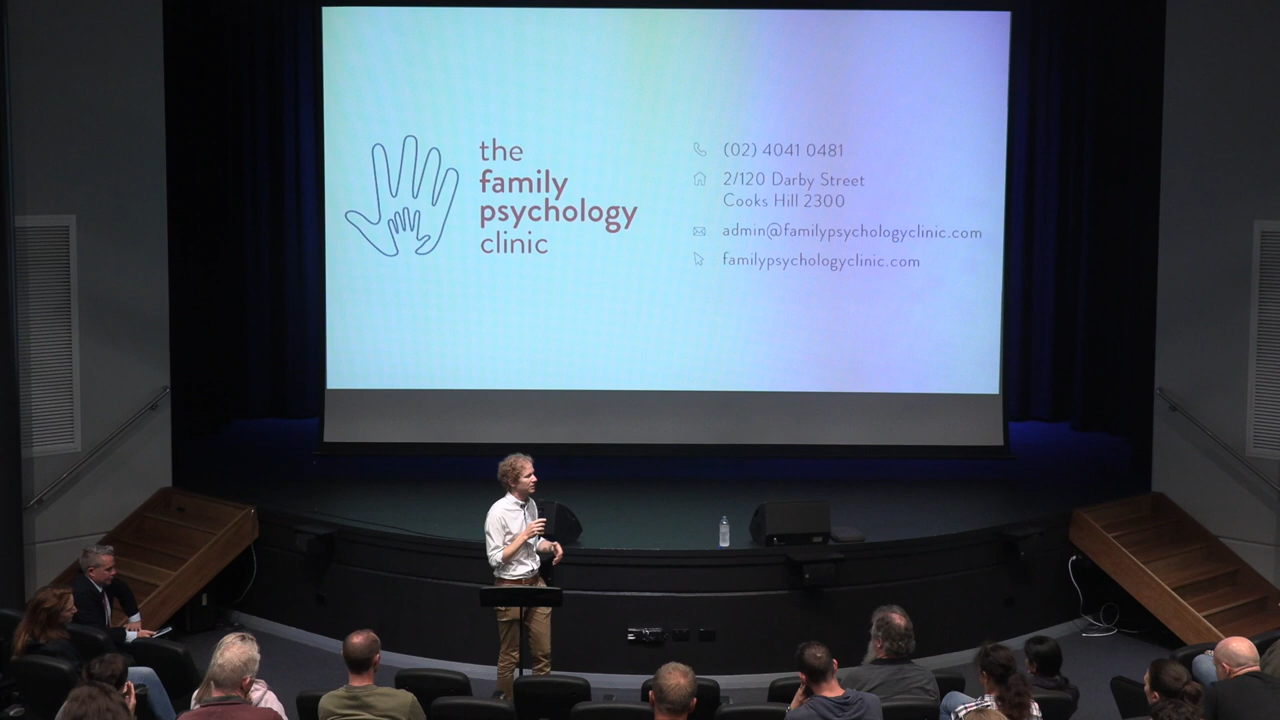 the
family
psychology
clinic
(02) 4041 0481
2/120 Darby Street
Cooks Hill 2300
admin@familypsychologyclinic.com
familypsychologyclinic.com